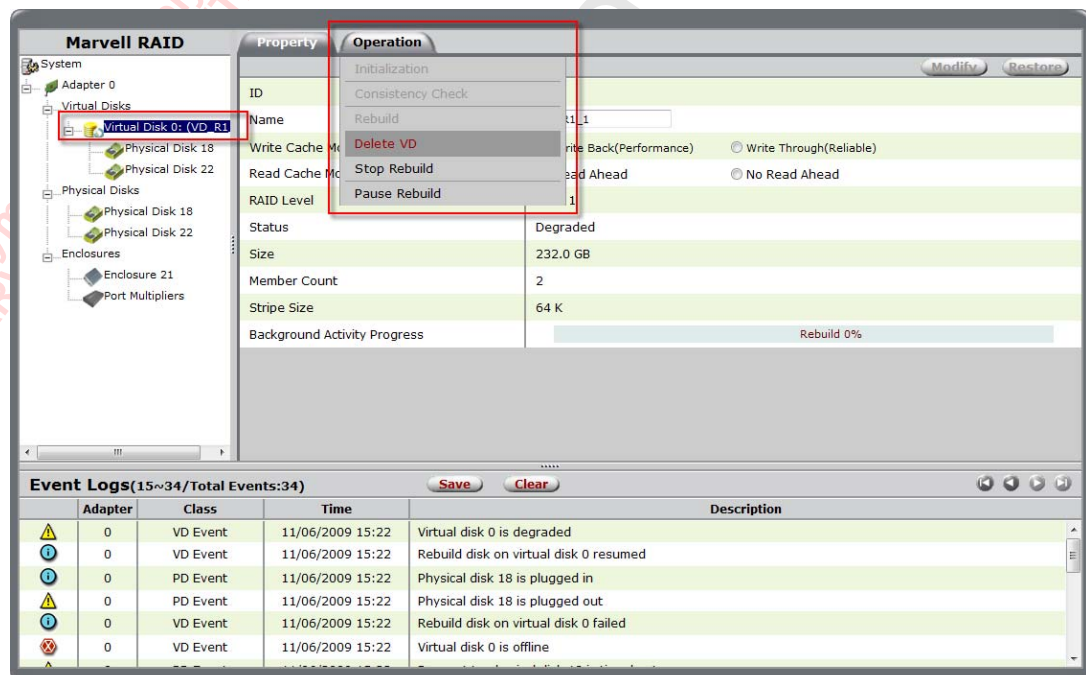 Marvell RAID
Property
Operation
System
Adapter 0
Virtual Disks
Virtual Disk 0: (VD_R1
Physical Disk 18
Physical Disk 22
Physical Disks
Physical Disk 18
Physical Disk 22
Enclosures
Enclosure 21
Port Multipliers
Modify
Restore
Initialization
Consistency Check
Rebuild
Delete VD
Stop Rebuild
Pause Rebuild
ID
Name R1_1
Write Cache Mo rite Back(Performance) Write Through(Reliable)
Read Cache Mo ead Ahead No Read Ahead
RAID Level 1
Status Degraded
Size 232.0 GB
Member Count 2
Stripe Size 64 K
Background Activity Progress Rebuild 0%
Event Logs(15~34/Total Events:34) Save Clear
Adapter Class Time Description
0 VD Event 11/06/2009 15:22 Virtual disk 0 is degraded
0 VD Event 11/06/2009 15:22 Rebuild disk on virtual disk 0 resumed
0 PD Event 11/06/2009 15:22 Physical disk 18 is plugged in
0 PD Event 11/06/2009 15:22 Physical disk 18 is plugged out
0 VD Event 11/06/2009 15:22 Rebuild disk on virtual disk 0 failed
0 VD Event 11/06/2009 15:22 Virtual disk 0 is offline